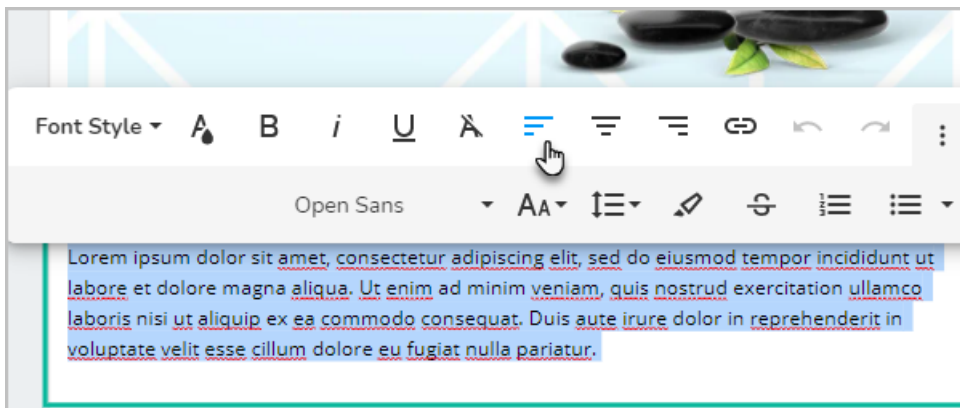 Font Style
B i U
Open Sans
Lorem ipsum dolor sit amet, consectetur adipiscing elit, sed do eiusmod tempor incididunt ut
labore et dolore magna aliqua. Ut enim ad minim veniam, quis nostrud exercitation ullamco
laboris nisi ut aliquip ex ea commodo consequat. Duis aute irure dolor in reprehenderit in
voluptate velit esse cillum dolore eu fugiat nulla pariatur.